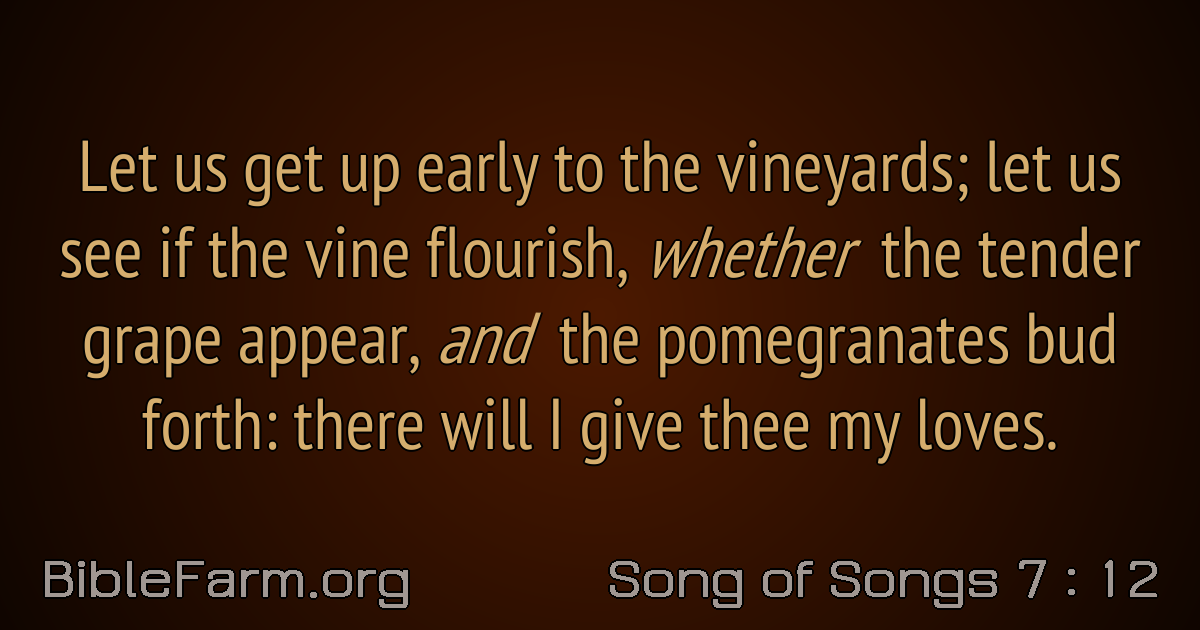 Let us get up early to the vineyards; let us
see if the vine flourish, whether the tender
grape appear, and the pomegranates bud
forth: there will I give thee my loves.
BibleFarm.org
Song of Songs 7 : 12